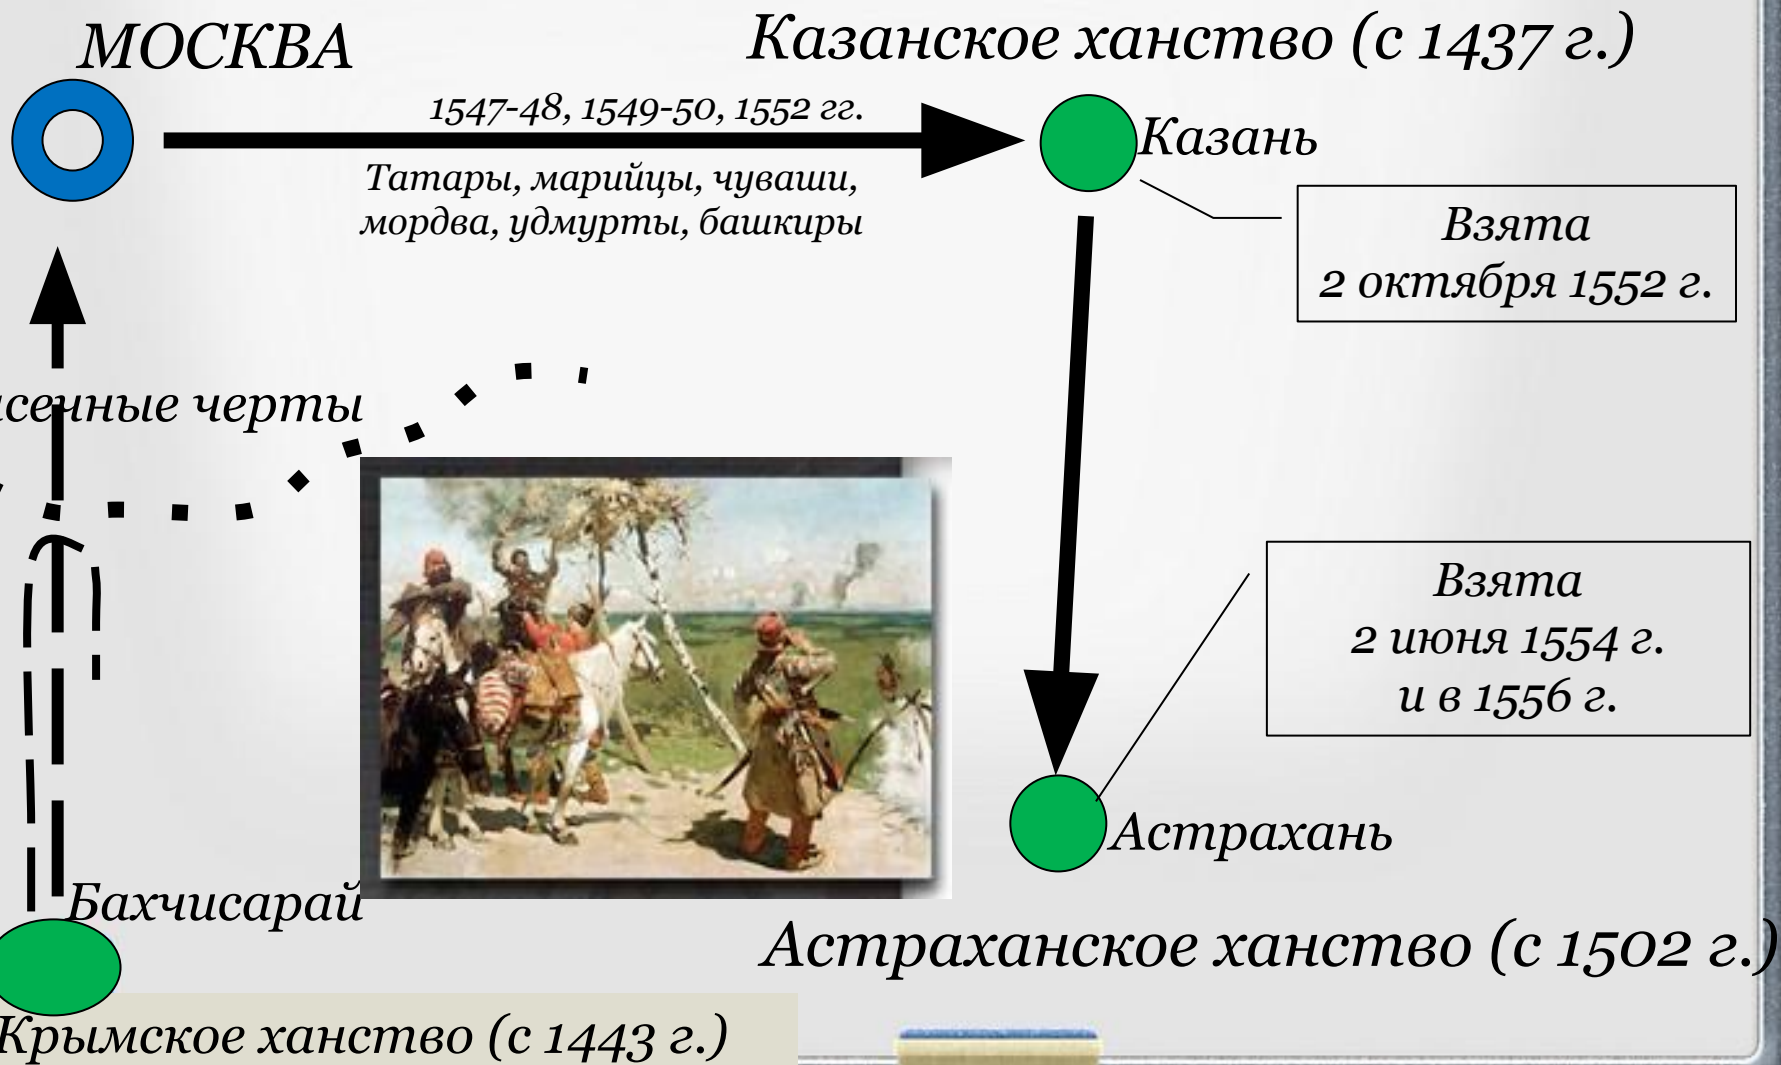 МОСКВА
Казанское ханство (с 1437 г.)
1547-48, 1549-50, 1552 гг.
Казань
Татары, марийцы, чуваши,
мордва, удмурты, башкиры
Взята
2 октября 1552 г.
черты
Взята
2 июня 1554 г.
и в 1556 г.
Астрахань
Бахчисарай
Астраханское ханство (с 1502 г.)
Крымское ханство (с 1443 г.)